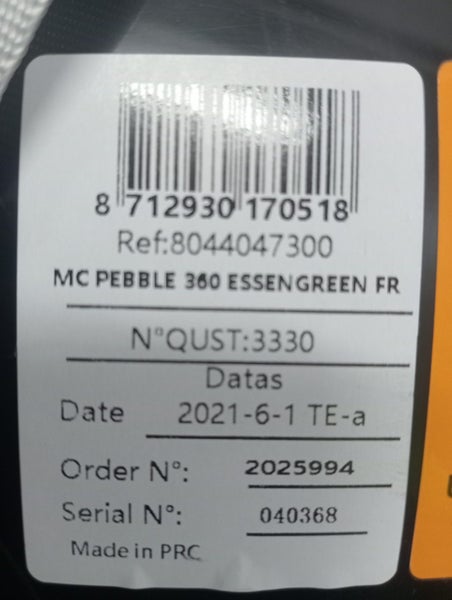 8 712930 170518
Ref:8044047300
MC PEBBLE 360 ESSENGREEN FR
N°QUST:3330
Datas
Date 2021-6-1 TE-a
Order N°: 2025994
Serial N°: 040368
Made in PRC